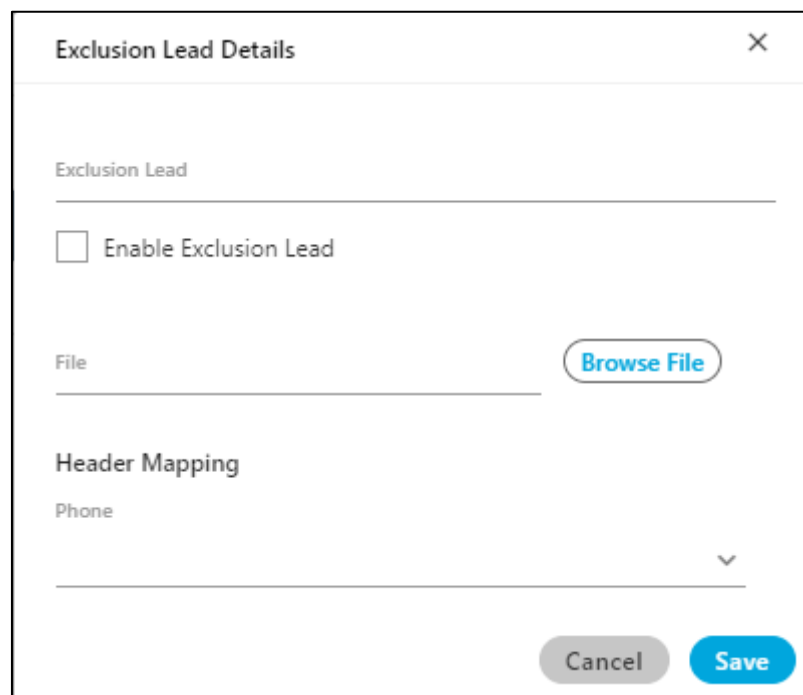 Exclusion Lead Details
Exclusion Lead
Enable Exclusion Lead
File
Browse File
Header Mapping
Phone
Cancel
Save